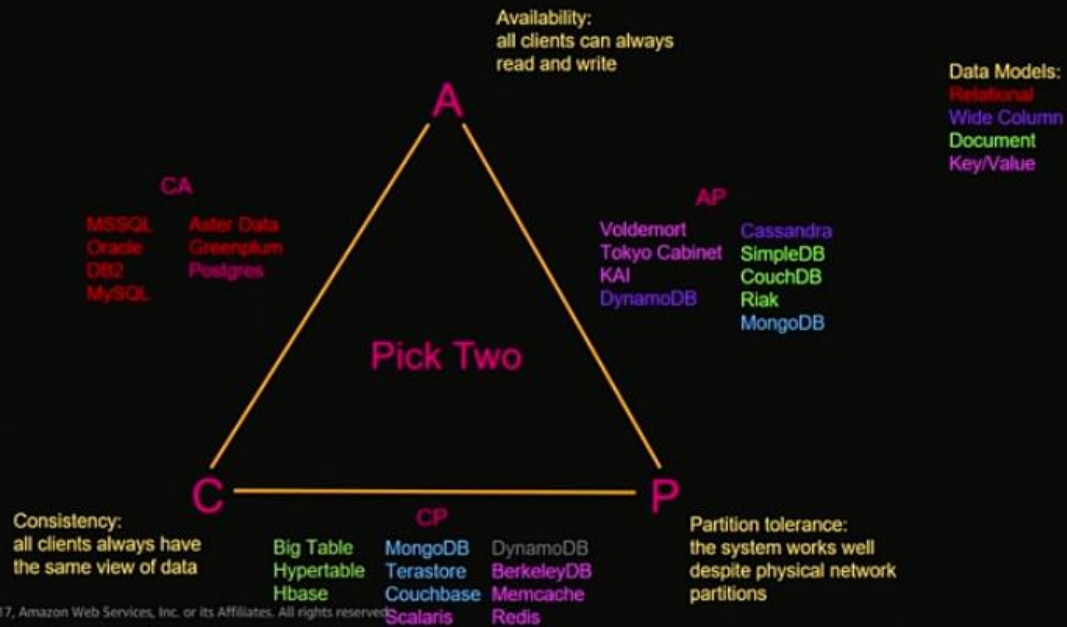 Availability:
all clients can always
read and write
Data Models:
Relational
Wide Column
Document
Key/Value
A
CA
MSSQL Aster Data
Oracle Greenplum
DB2 Postgres
MySQL
AP
Voldemort Cassandra
Tokyo Cabinet SimpleDB
KAI CouchDB
DynamoDB Riak
MongoDB
Pick Two
C
P
Consistency:
all clients always have
the same view of data
CP
Big Table MongoDB DynamoDB
Hypertable Terastore BerkeleyDB
Hbase Couchbase Memcache
Scalaris Redis
Partition tolerance:
the system works well
despite physical network
partitions
17, Amazon Web Services, Inc. or its Affiliates. All rights reserved